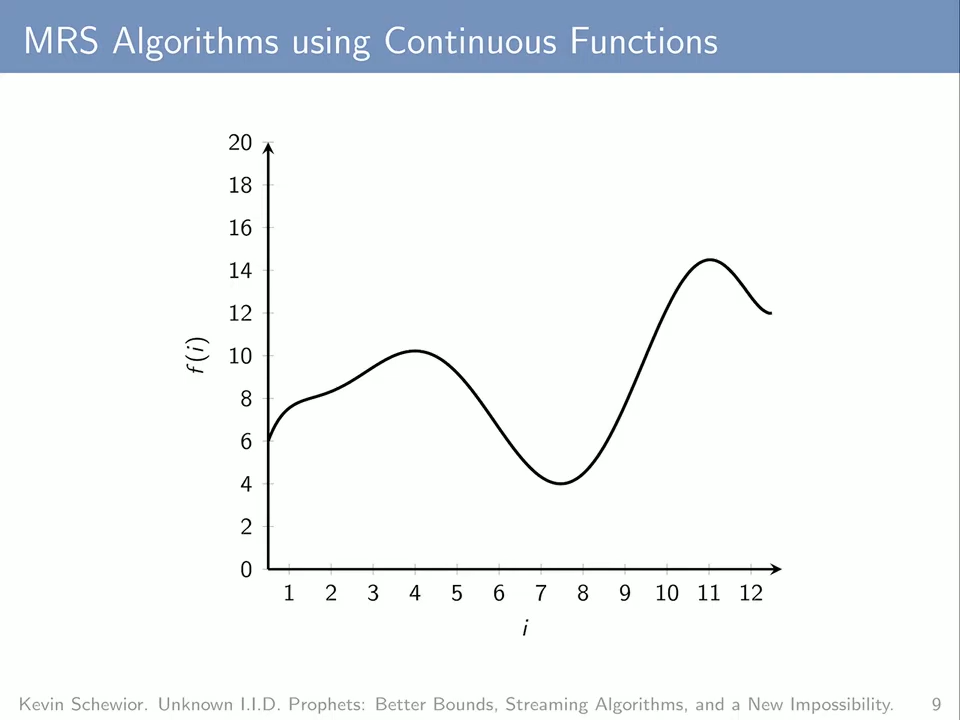 MRS Algorithms using Continuous Functions
20
18
16
14
12
10
8
6
4
2
0
f(i)
1 2 3 4 5 6 7 8 9 10 11 12
i
Kevin Schewior. Unknown I.I.D. Prophets: Better Bounds, Streaming Algorithms, and a New Impossibility. 9